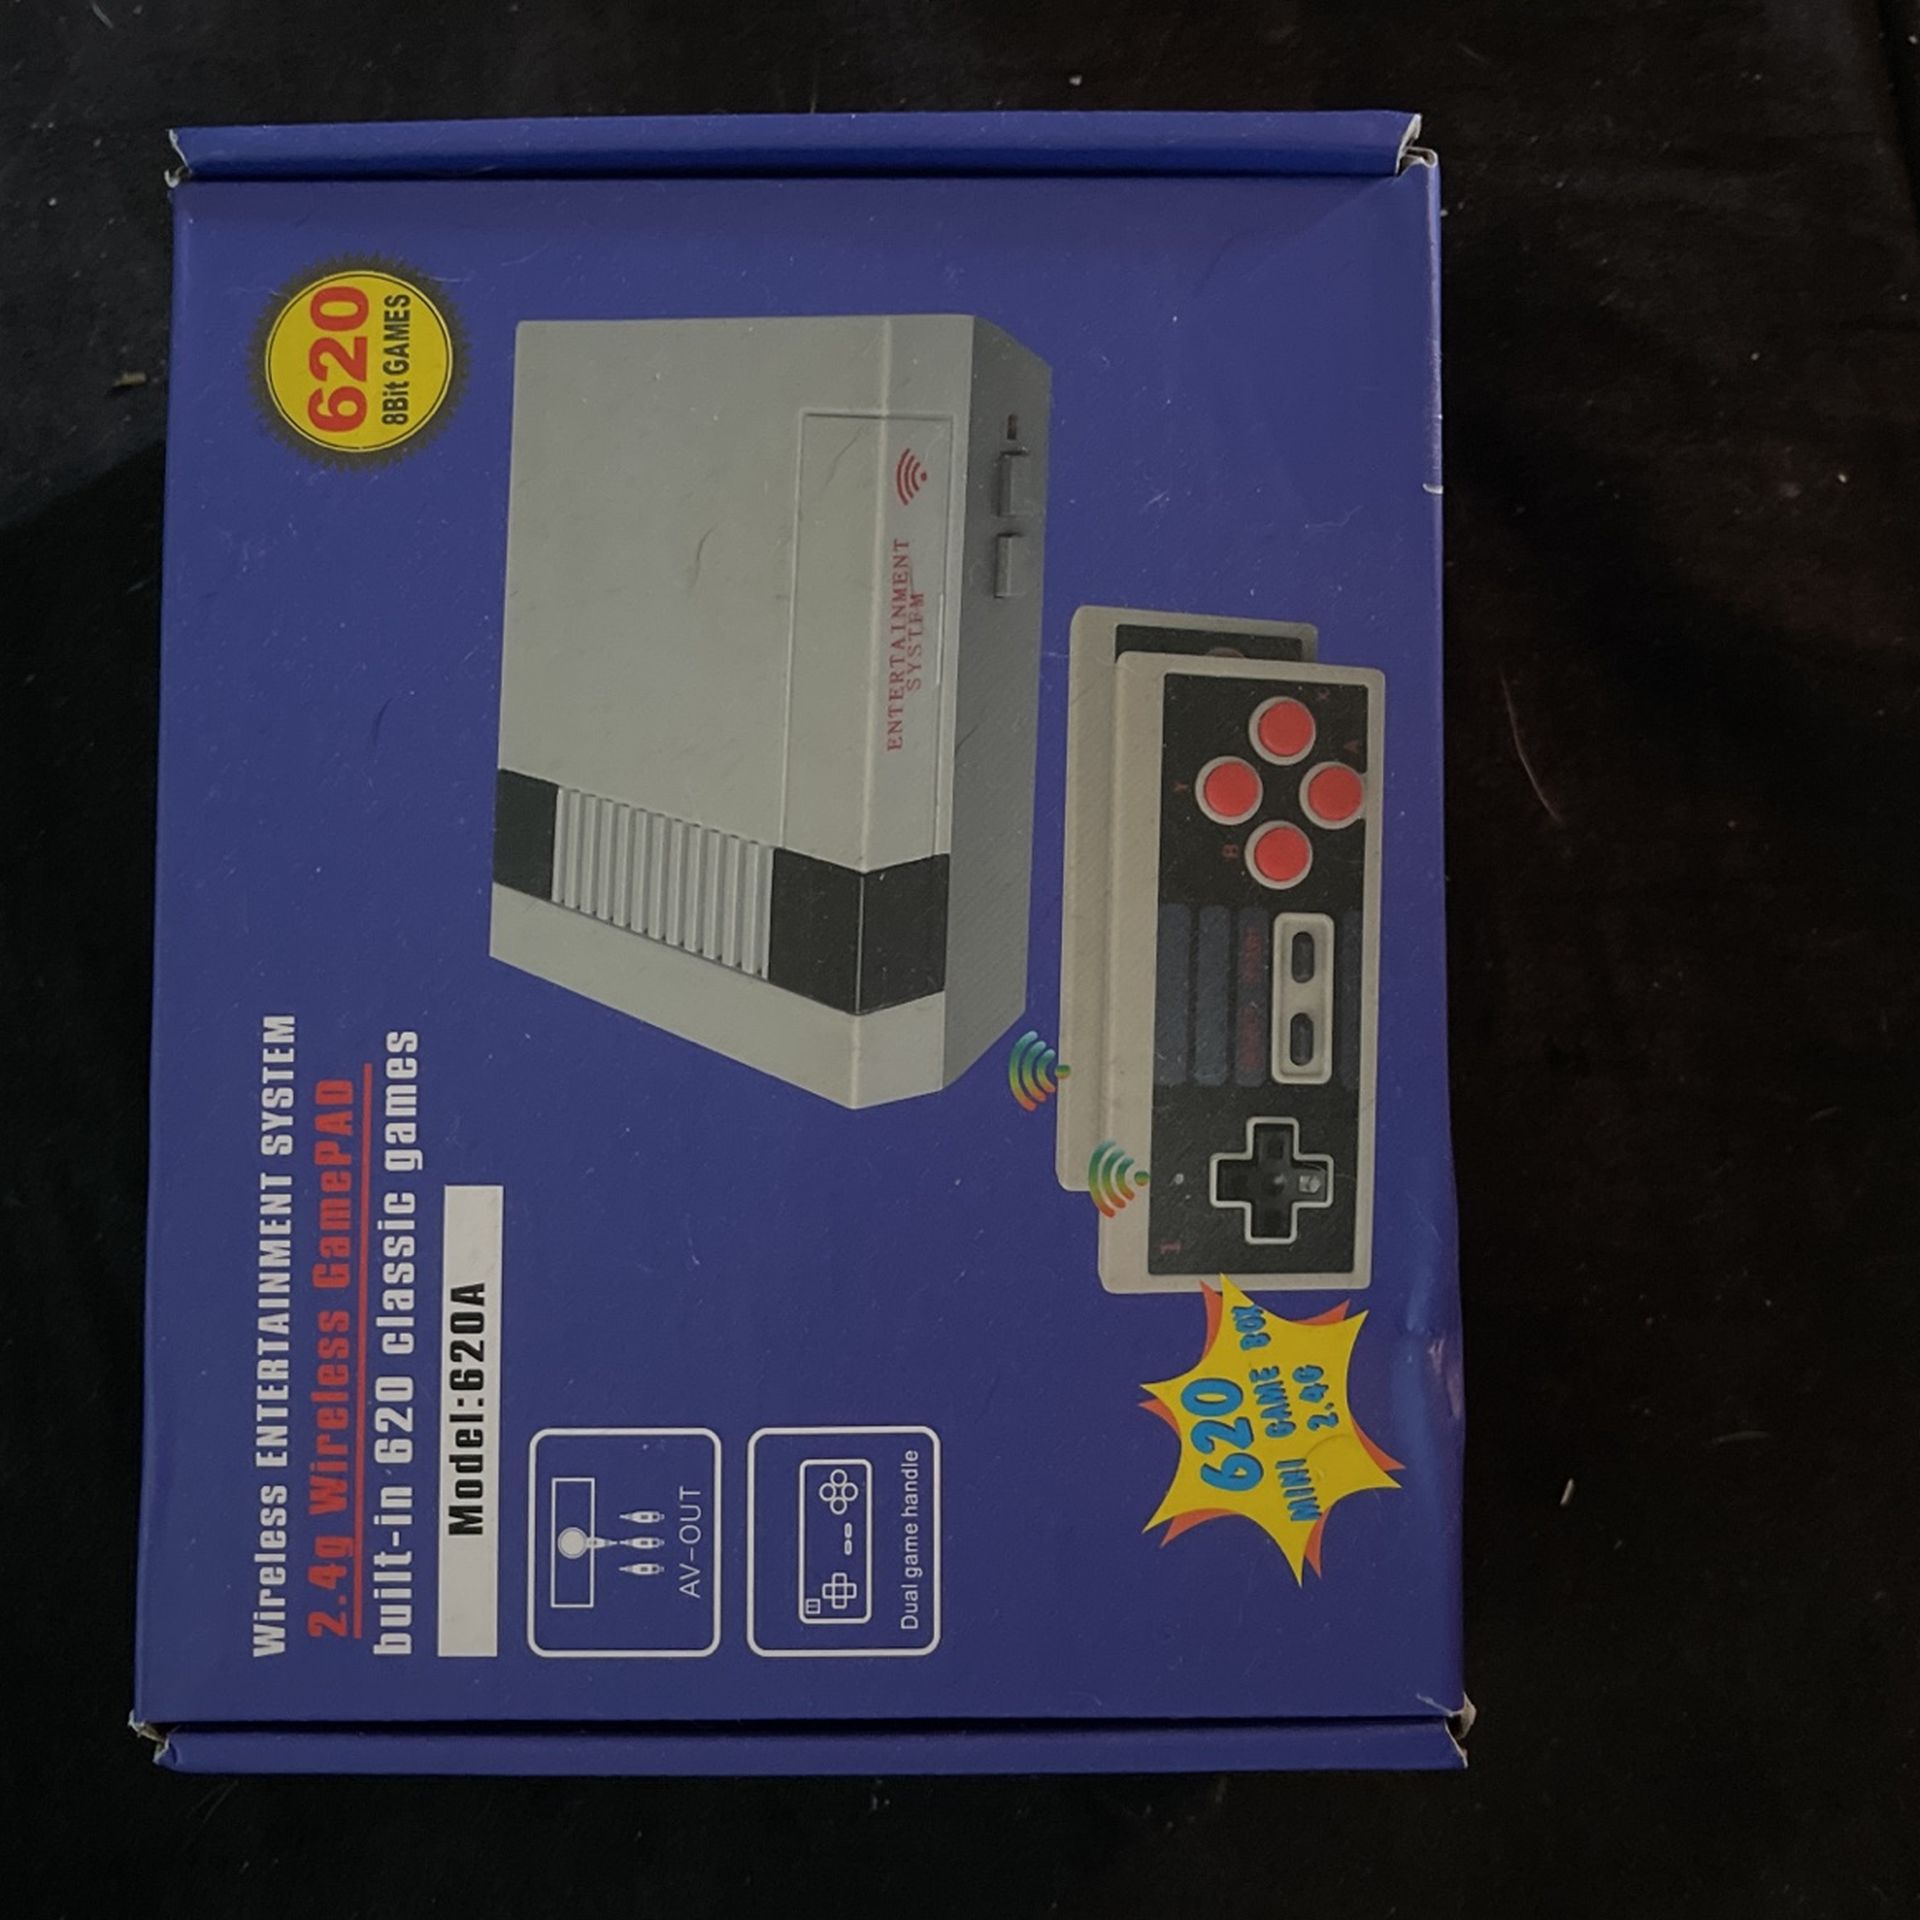 Wireless ENTERTAINMENT SYSTEM
2.4g Wireless GamePAD
built-in 620 classic games
Model:620A
620
8Bit GAMES
ENTERTAINMENT
SYSTEM
AV-OUT
Dual game handle
1
Y
X
B
A
620
MINI GAME BOX
2.4G